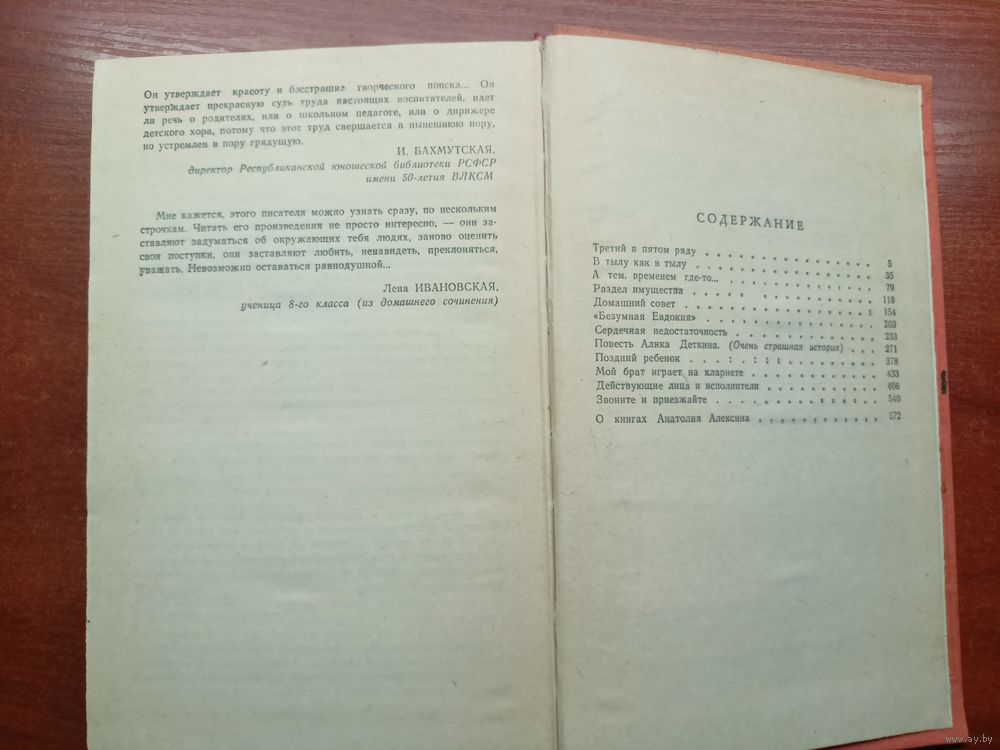 Он утверждает красоту и бесстрашие творческого поиска... Он
утверждает прекрасную суть труда настоящих воспитателей, идет
ли речь о родителях, или о школьном педагоге, или о дирижере
детского хора, потому что этот труд свершается в нынешнюю пору,
но устремлен в пору грядущую.
И. БАХМУТСКАЯ,
директор Республиканской юношеской библиотеки РСФСР
имени 50-летия ВЛКСМ
Мне кажется, этого писателя можно узнать сразу, по нескольким
строчкам. Читать его произведения не просто интересно, — они за-
ставляют задуматься об окружающих тебя людях, заново оценить
свои поступки, они заставляют любить, ненавидеть, преклоняться,
уважать. Невозможно оставаться равнодушной...
Лена ИВАНОВСКАЯ,
ученица 8-го класса (из домашнего сочинения)
СОДЕРЖАНИЕ
Третий в пятом ряду 5
В тылу как в тылу 35
А тем, временем где-то... 79
Раздел имущества 118
Домашний совет 154
«Безумная Евдокия» 203
Сердечная недостаточность 233
Повесть Алика Деткина. (Очень страшная история) 271
Поздний ребенок 378
Мой брат играет на кларнете 433
Действующие лица и исполнители 466
Звоните и приезжайте 540
О книгах Анатолия Алексина 572
www.ay.by